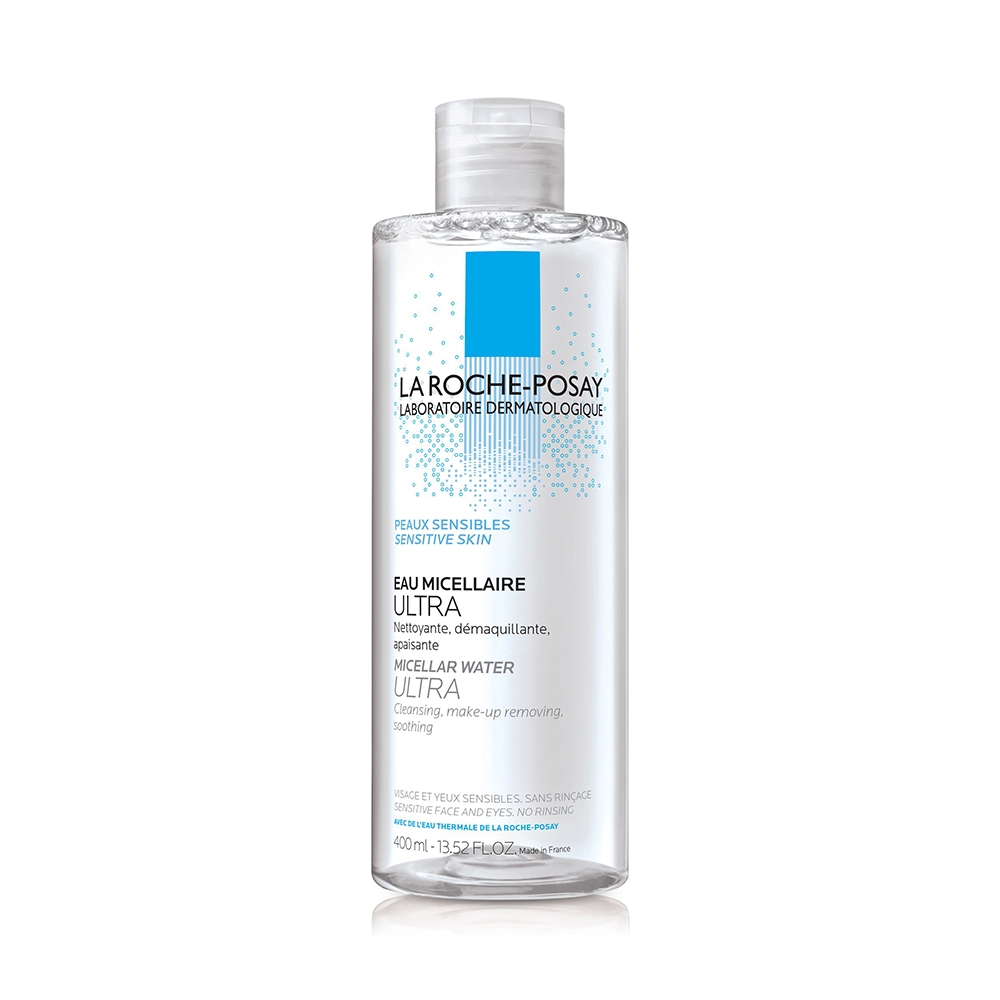 LA ROCHE-POSAY
LABORATOIRE DERMATOLOGIQUE
PEAUX SENSIBLES
SENSITIVE SKIN
EAU MICELLAIRE
ULTRA
Nettoyante, démaquillante,
apaisante
MICELLAR WATER
ULTRA
Cleansing, make-up removing,
soothing
VISAGE ET YEUX SENSIBLES. SANS RINÇAGE
SENSITIVE FACE AND EYES. NO RINSING
AVEC DE L'EAU THERMALE DE LA ROCHE-POSAY
400 ml - 13.52 FL.OZ. Made in France